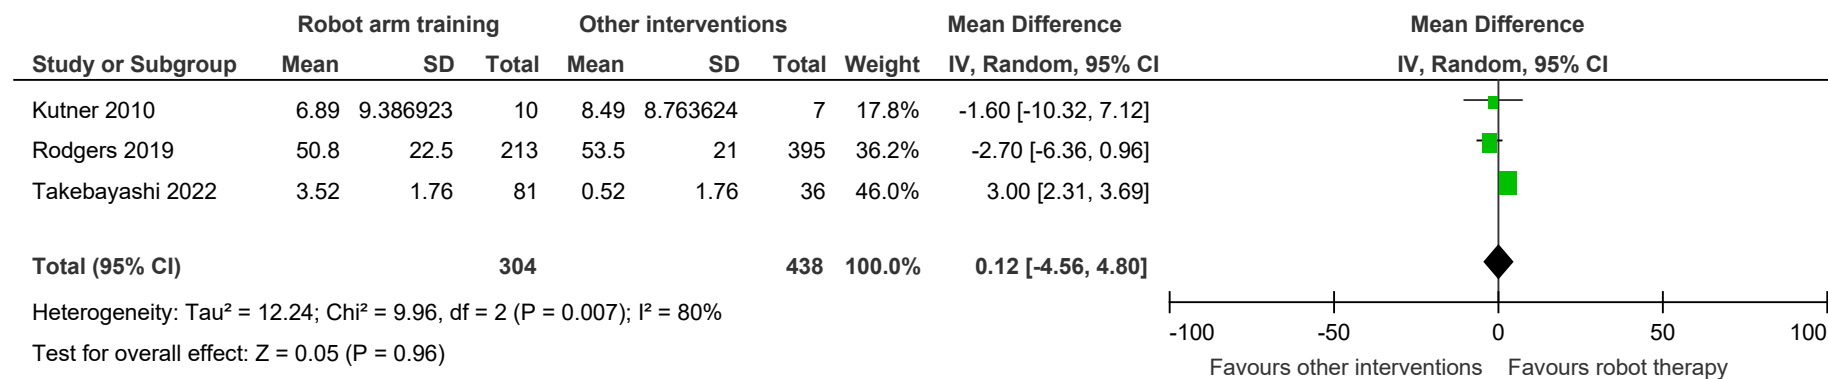 Robot arm training Other interventions Mean Difference Mean Difference
Study or Subgroup Mean SD Total Mean SD Total Weight IV, Random, 95% CI IV, Random, 95% CI
Kutner 2010 6.89 9.386923 10 8.49 8.763624 7 17.8% -1.60 [-10.32, 7.12]
Rodgers 2019 50.8 22.5 213 53.5 21 395 36.2% -2.70 [-6.36, 0.96]
Takebayashi 2022 3.52 1.76 81 0.52 1.76 36 46.0% 3.00 [2.31, 3.69]
Total (95% CI) 304 438 100.0% 0.12 [-4.56, 4.80]
Heterogeneity: Tau² = 12.24; Chi² = 9.96, df = 2 (P = 0.007); I² = 80%
Test for overall effect: Z = 0.05 (P = 0.96)
-100 -50 0 50 100
Favours other interventions Favours robot therapy